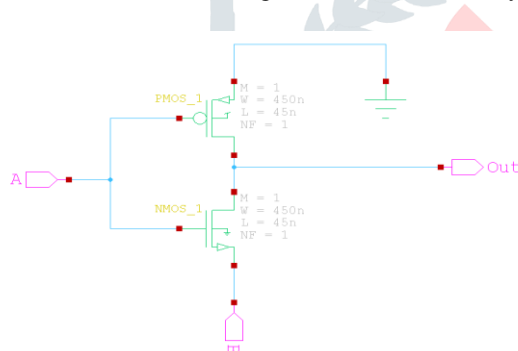 PMOS_1
M = 1
W = 450n
L = 45n
NF = 1
A
Out
NMOS_1
M = 1
W = 450n
L = 45n
NF = 1